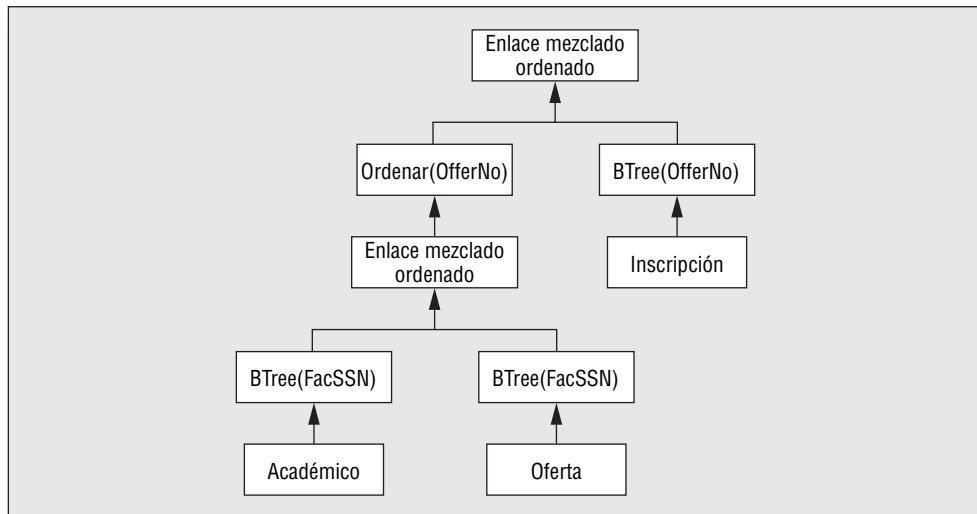 Enlace mezclado
ordenado
Ordenar(OfferNo)
BTree(OfferNo)
Enlace mezclado
ordenado
Inscripción
BTree(FacSSN)
BTree(FacSSN)
Académico
Oferta